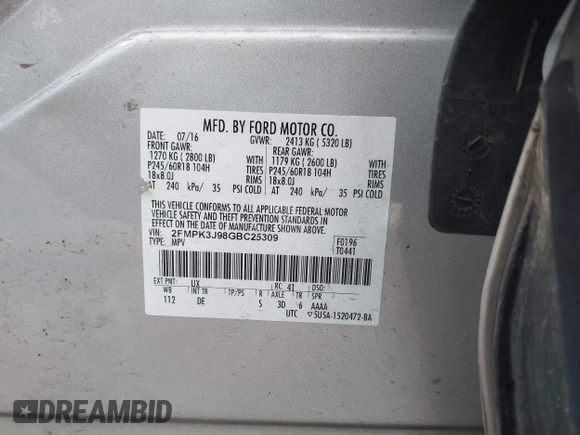 MFD. BY FORD MOTOR CO.
DATE: 07/16 GVWR: 2413 KG ( 5320 LB)
FRONT GAWR: REAR GAWR:
1270 KG ( 2800 LB) WITH 1179 KG ( 2600 LB) WITH
P245/60R18 104H TIRES P245/60R18 104H TIRES
18x8.0J RIMS 18x8.0J RIMS
AT 240 kPa/ 35 PSI COLD AT 240 kPa/ 35 PSI COLD
THIS VEHICLE CONFORMS TO ALL APPLICABLE FEDERAL MOTOR
VEHICLE SAFETY AND THEFT PREVENTION STANDARDS IN
EFFECT ON THE DATE OF MANUFACTURE SHOWN ABOVE.
VIN: 2FMPK3J98GBC25309
TYPE: MPV
F0196
T0441
EXT PNT: UX RC: 41 DSO:
WB INT TR TP/PS R AXLE TR SPR
112 DE S 3D 6 AAAA
UTC ▽5U5A-1520472-BA
DREAMBID